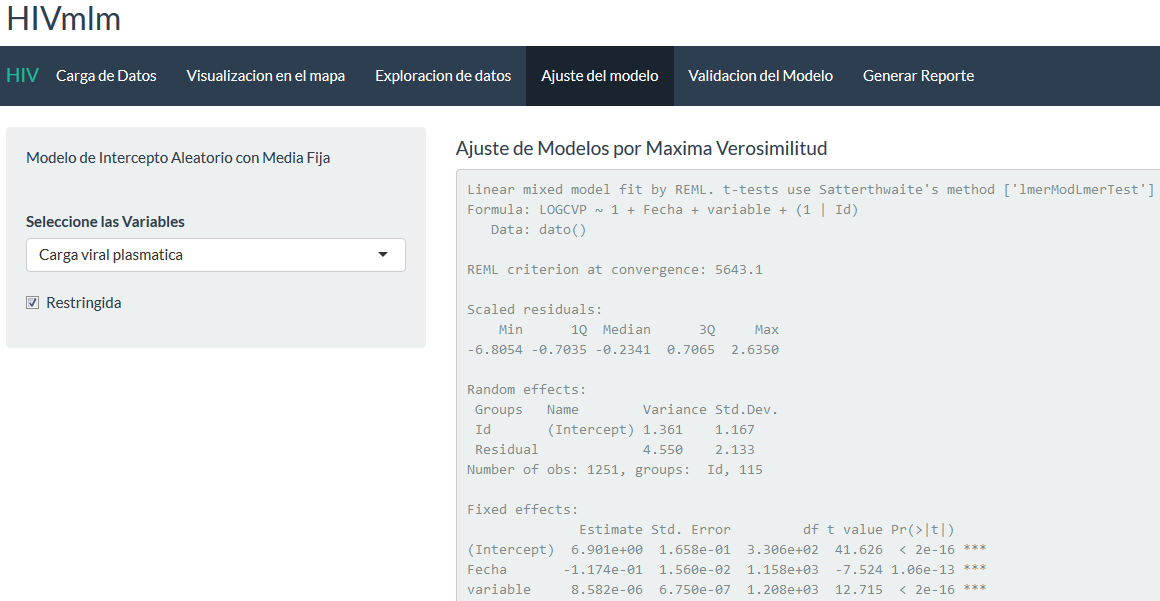 HIVmlm
HIV Carga de Datos Visualizacion en el mapa Exploracion de datos Ajuste del modelo Validacion del Modelo Generar Reporte
Modelo de Intercepto Aleatorio con Media Fija
Seleccione las Variables
Carga viral plasmatica
Restringida
Ajuste de Modelos por Maxima Verosimilitud
Linear mixed model fit by REML. t-tests use Satterthwaite's method ['lmerModLmerTest']
Formula: LOGCVP ~ 1 + Fecha + variable + (1 | Id)
   Data: dato()
REML criterion at convergence: 5643.1
Scaled residuals:
    Min      1Q  Median      3Q     Max
-6.8054 -0.7035 -0.2341  0.7065  2.6350
Random effects:
 Groups   Name        Variance Std.Dev.
 Id       (Intercept) 1.361    1.167
 Residual             4.550    2.133
Number of obs: 1251, groups:  Id, 115
Fixed effects:
              Estimate Std. Error         df t value Pr(>|t|)
(Intercept)  6.901e+00  1.658e-01  3.306e+02  41.626  < 2e-16 ***
Fecha       -1.174e-01  1.560e-02  1.158e+03  -7.524 1.06e-13 ***
variable     8.582e-06  6.750e-07  1.208e+03  12.715  < 2e-16 ***